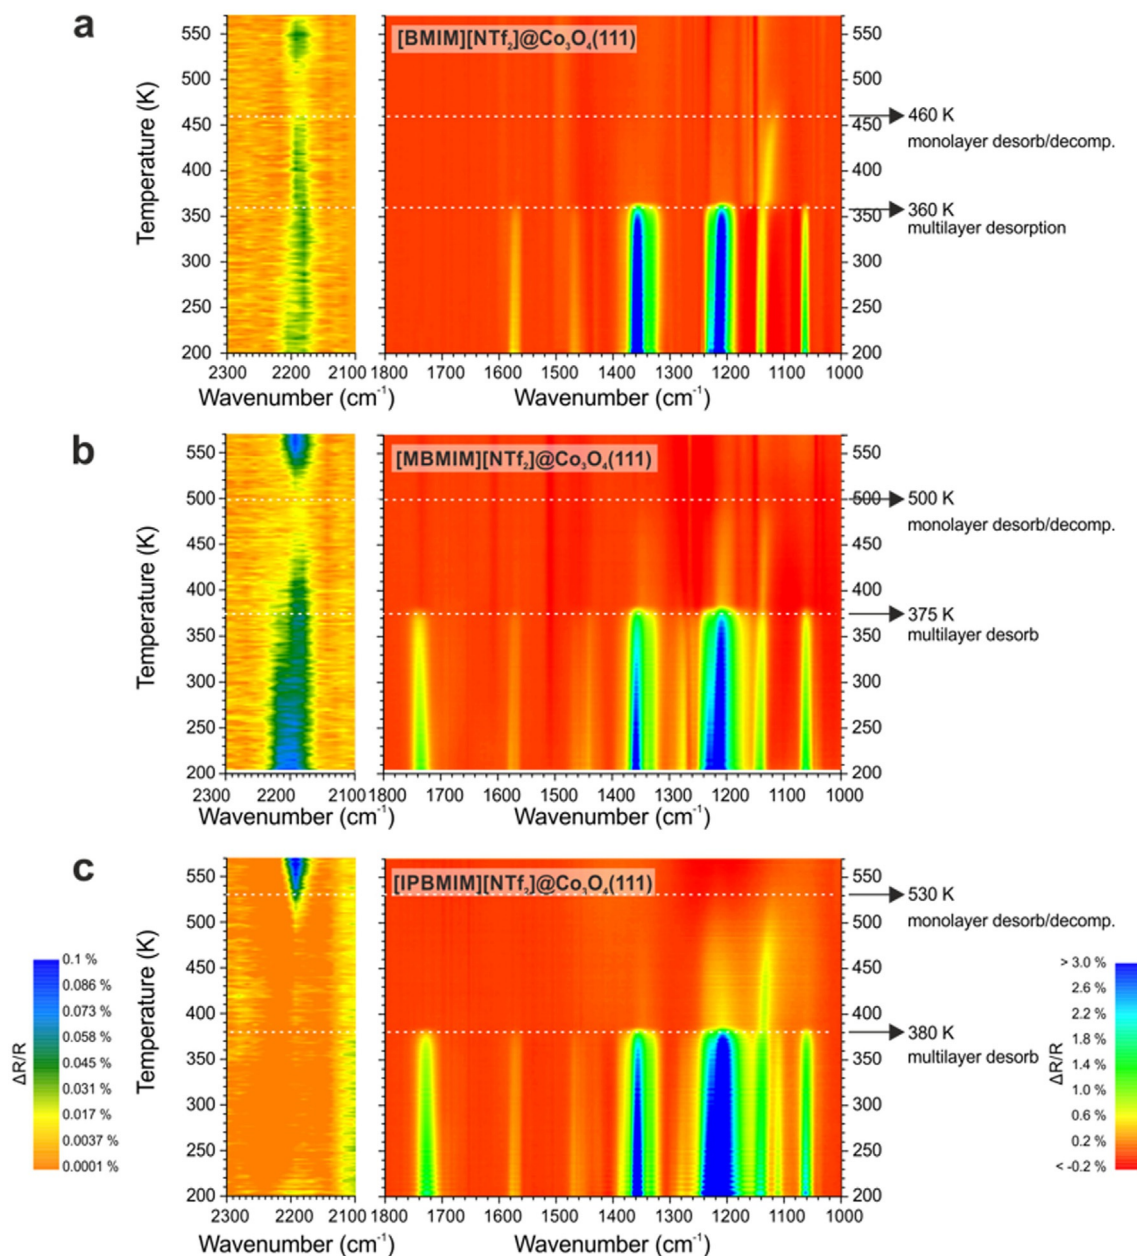 a
[BMIM][NTf₂]@Co₃O₄(111)
Temperature (K)
550
500
450
400
350
300
250
200
2300 2200 2100
Wavenumber (cm⁻¹)
1800 1700 1600 1500 1400 1300 1200 1100 1000
Wavenumber (cm⁻¹)
550
500
450
400
350
300
250
200
460 K
monolayer desorb/decomp.
360 K
multilayer desorption
b
[MBMIM][NTf₂]@Co₃O₄(111)
Temperature (K)
550
500
450
400
350
300
250
200
2300 2200 2100
Wavenumber (cm⁻¹)
1800 1700 1600 1500 1400 1300 1200 1100 1000
Wavenumber (cm⁻¹)
550
500
450
400
350
300
250
200
500 K
monolayer desorb/decomp.
375 K
multilayer desorb
c
[IPBMIM][NTf₂]@Co₃O₄(111)
Temperature (K)
550
500
450
400
350
300
250
200
2300 2200 2100
Wavenumber (cm⁻¹)
1800 1700 1600 1500 1400 1300 1200 1100 1000
Wavenumber (cm⁻¹)
550
500
450
400
350
300
250
200
530 K
monolayer desorb/decomp.
380 K
multilayer desorb
ΔR/R
0.1 %
0.086 %
0.073 %
0.058 %
0.045 %
0.031 %
0.017 %
0.0037 %
0.0001 %
ΔR/R
> 3.0 %
2.6 %
2.2 %
1.8 %
1.4 %
1.0 %
0.6 %
0.2 %
< -0.2 %